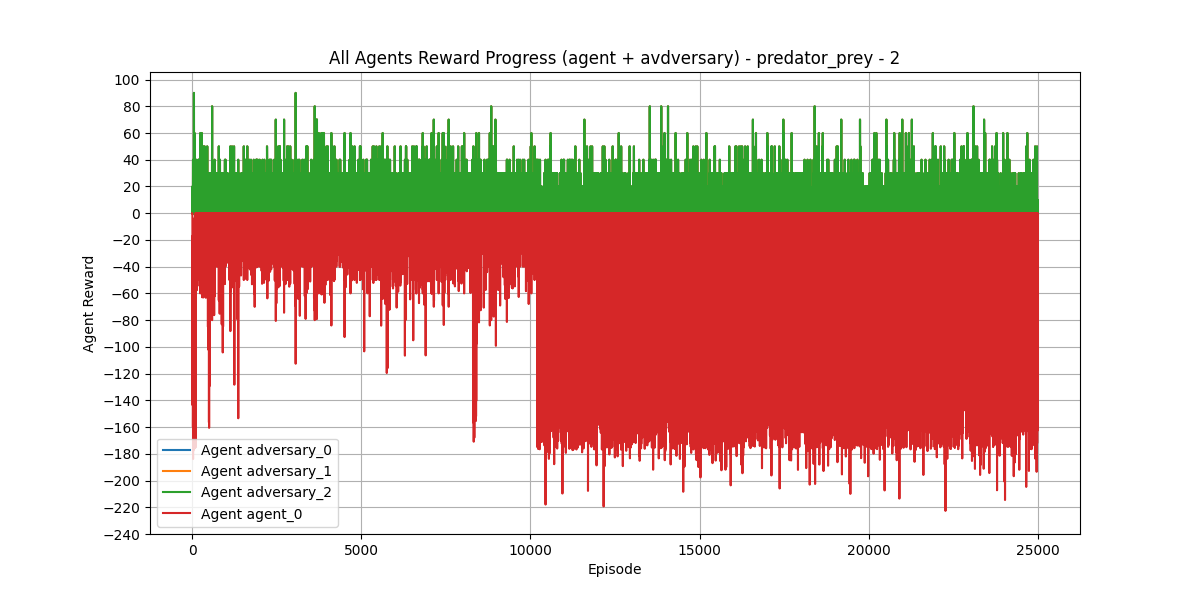 All Agents Reward Progress (agent + avdversary) - predator_prey - 2
100
80
60
40
20
0
−20
−40
−60
−80
−100
−120
−140
−160
−180
−200
−220
−240
Agent Reward
Agent adversary_0
Agent adversary_1
Agent adversary_2
Agent agent_0
0 5000 10000 15000 20000 25000
Episode